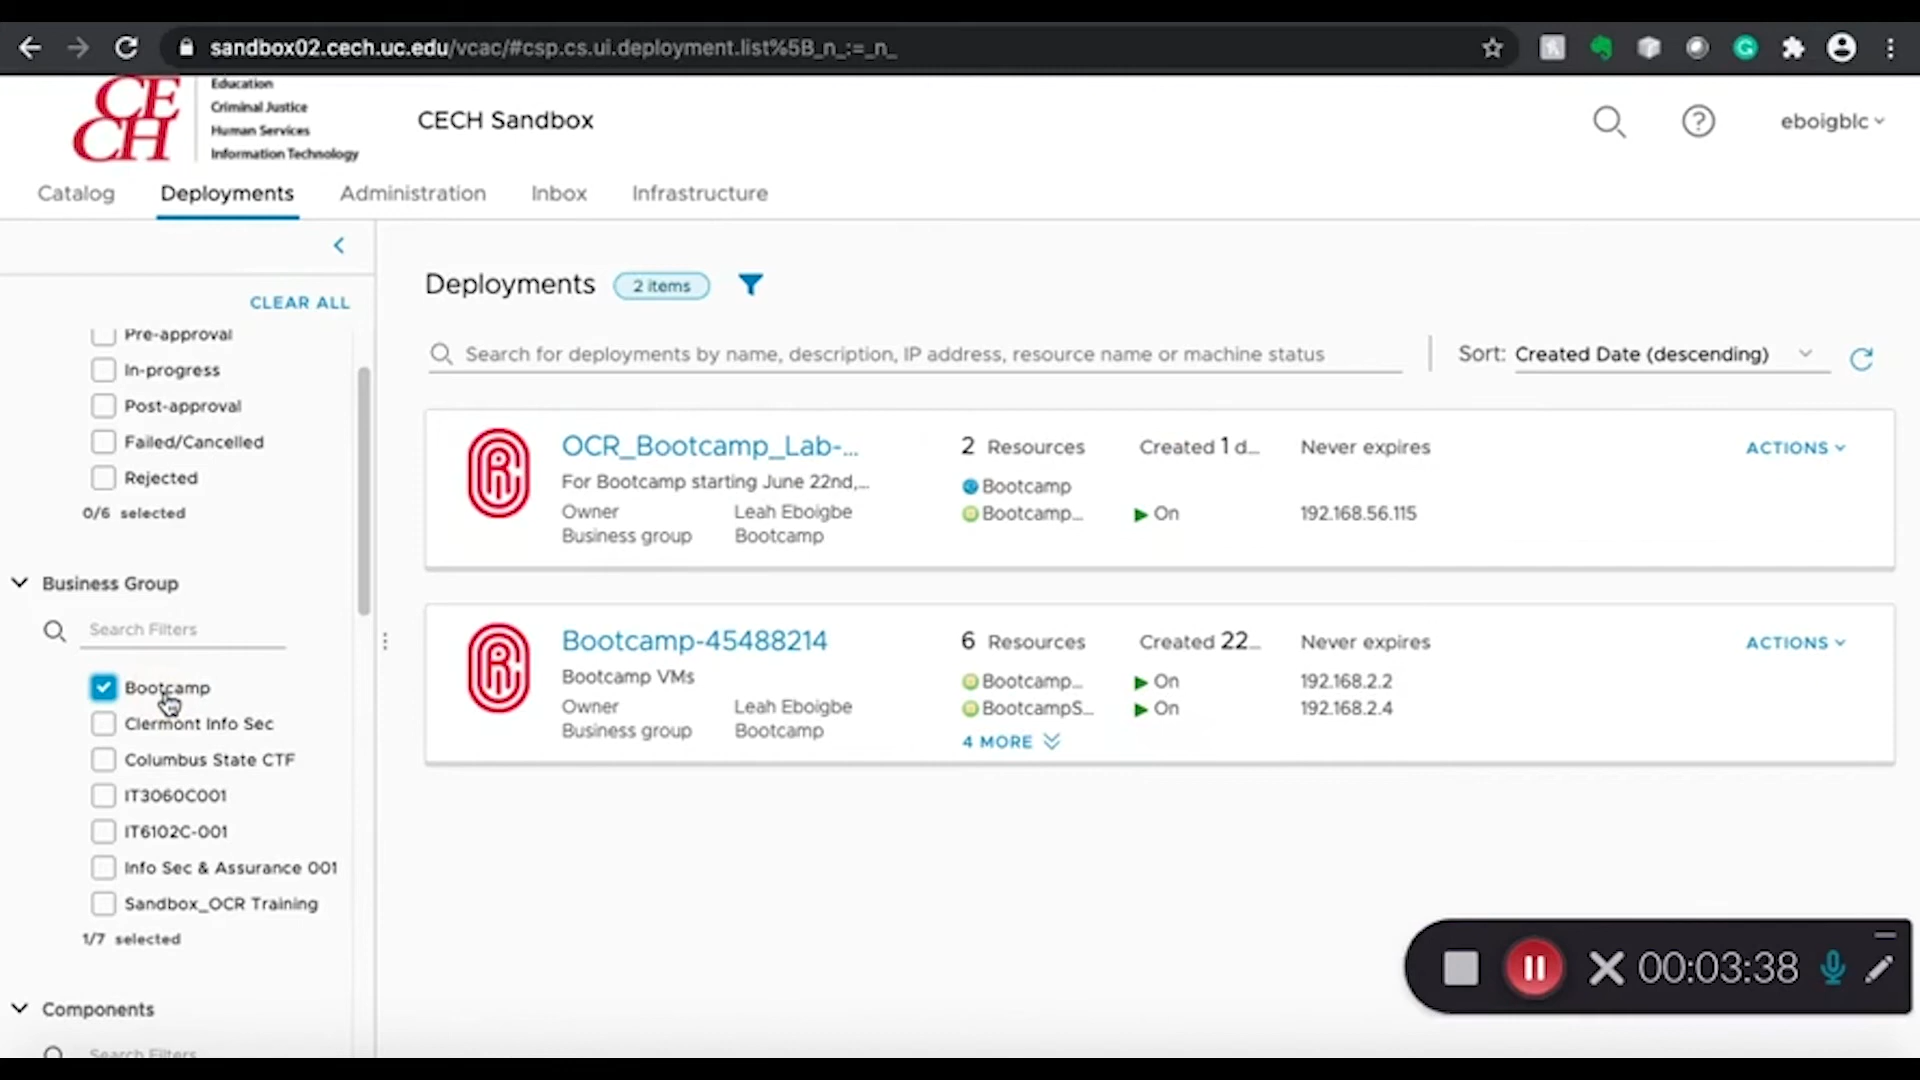 sandbox02.cech.uc.edu/vcac/#csp.cs.ui.deployment.list%5B_n_:=_n_
CE
CH
Education
Criminal Justice
Human Services
Information Technology
CECH Sandbox
eboigblc
Catalog
Deployments
Administration
Inbox
Infrastructure
CLEAR ALL
Pre-approval
In-progress
Post-approval
Failed/Cancelled
Rejected
0/6 selected
Business Group
Search Filters
Bootcamp
Clermont Info Sec
Columbus State CTF
IT3060C001
IT6102C-001
Info Sec & Assurance 001
Sandbox_OCR Training
1/7 selected
Components
Search Filters
Deployments 2 items
Search for deployments by name, description, IP address, resource name or machine status
Sort: Created Date (descending)
OCR_Bootcamp_Lab-...
For Bootcamp starting June 22nd,...
Owner Leah Eboigbe
Business group Bootcamp
2 Resources Created 1 d... Never expires ACTIONS
Bootcamp
Bootcamp... On 192.168.56.115
Bootcamp-45488214
Bootcamp VMs
Owner Leah Eboigbe
Business group Bootcamp
6 Resources Created 22... Never expires ACTIONS
Bootcamp... On 192.168.2.2
BootcampS... On 192.168.2.4
4 MORE
00:03:38